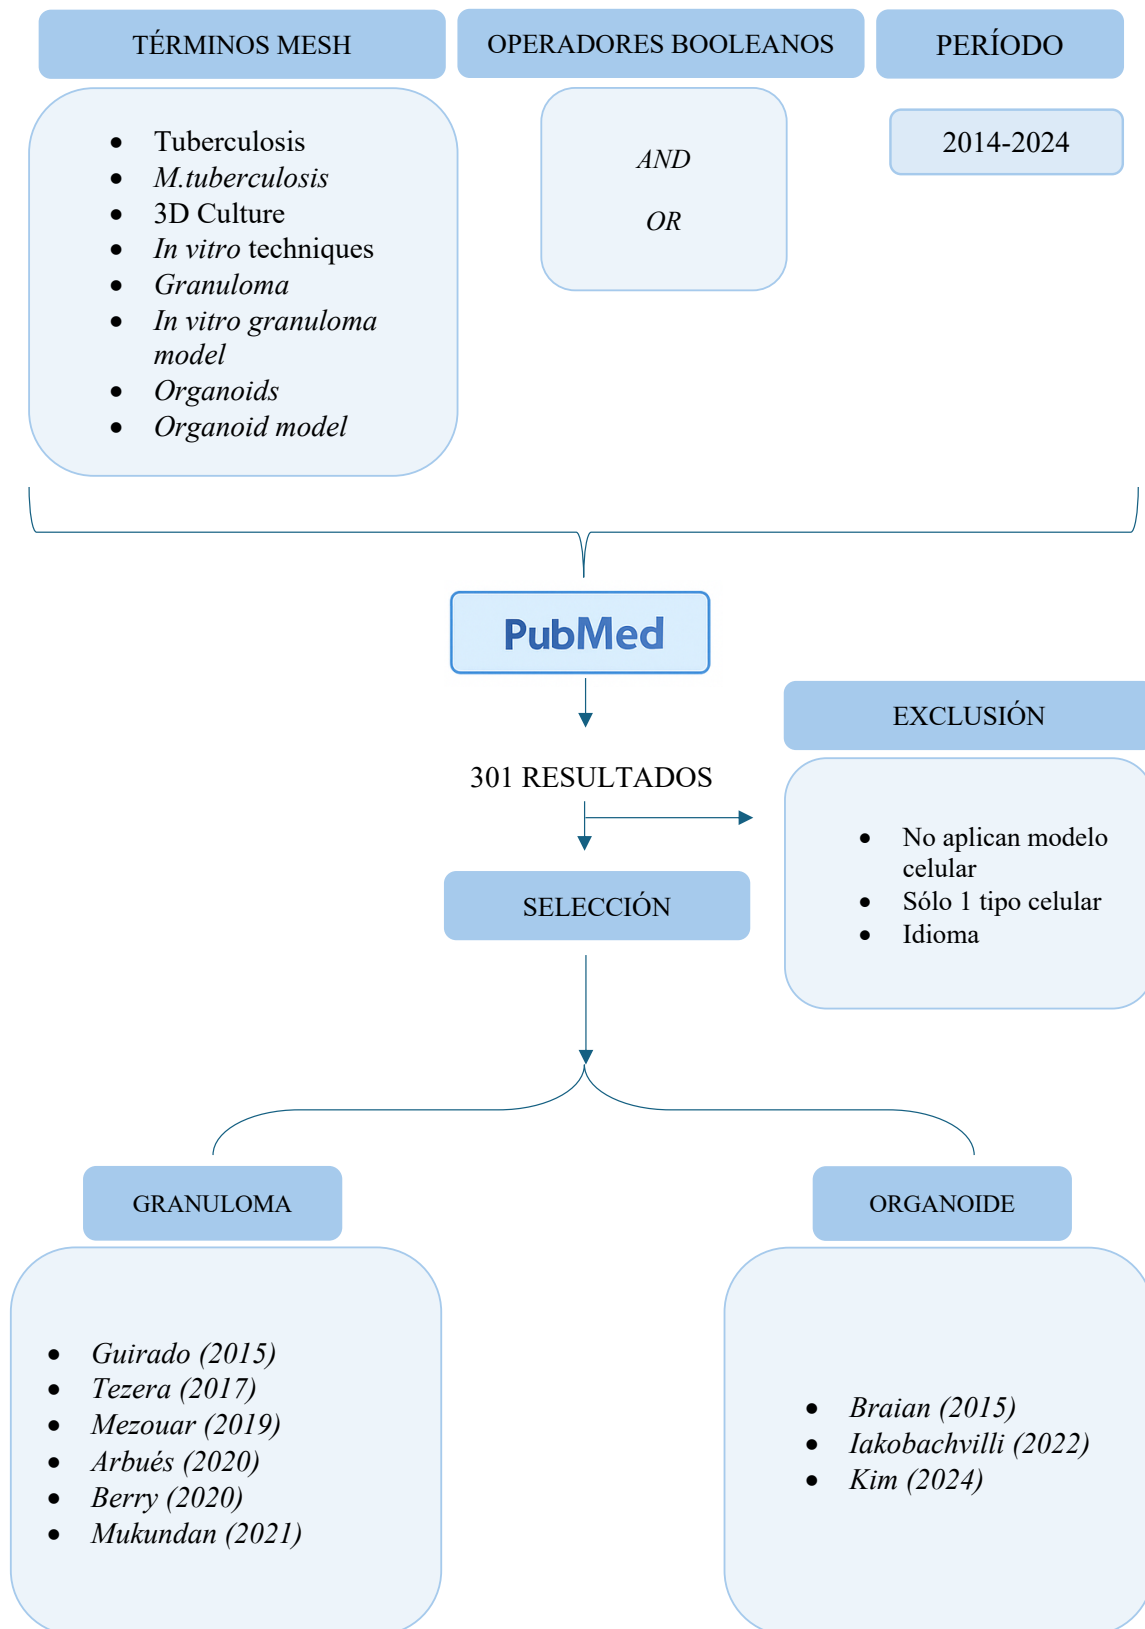 TÉRMINOS MESH
OPERADORES BOOLEANOS
PERÍODO
• Tuberculosis
• M.tuberculosis
• 3D Culture
• In vitro techniques
• Granuloma
• In vitro granuloma
model
• Organoids
• Organoid model
AND
OR
2014-2024
PubMed
301 RESULTADOS
EXCLUSIÓN
• No aplican modelo
celular
• Sólo 1 tipo celular
• Idioma
SELECCIÓN
GRANULOMA
• Guirado (2015)
• Tezera (2017)
• Mezouar (2019)
• Arbués (2020)
• Berry (2020)
• Mukundan (2021)
ORGANOIDE
• Braian (2015)
• Iakobachvilli (2022)
• Kim (2024)